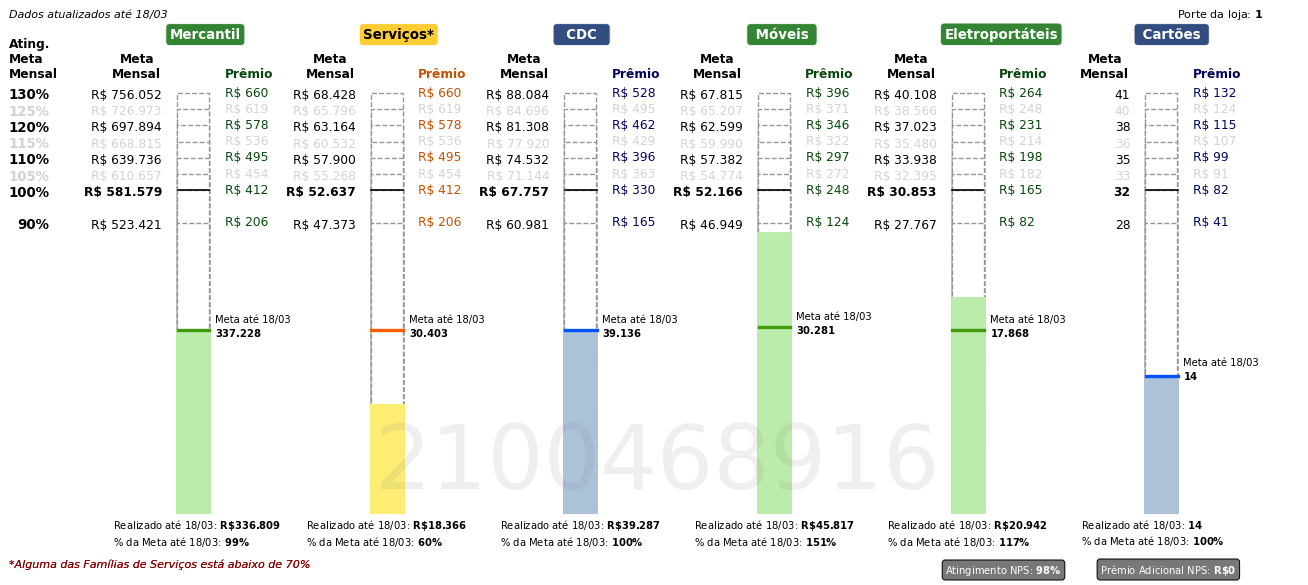 Dados atualizados até 18/03
Porte da loja: 1
Mercantil Serviços* CDC Móveis Eletroportáteis Cartões
Ating. Meta Mensal
Meta Mensal Prêmio Meta Mensal Prêmio Meta Mensal Prêmio Meta Mensal Prêmio Meta Mensal Prêmio Meta Mensal Prêmio
130% R$ 756.052 R$ 660 R$ 68.428 R$ 660 R$ 88.084 R$ 528 R$ 67.815 R$ 396 R$ 40.108 R$ 264 41 R$ 132
125% R$ 726.973 R$ 619 R$ 65.796 R$ 619 R$ 84.696 R$ 495 R$ 65.207 R$ 371 R$ 38.566 R$ 248 40 R$ 124
120% R$ 697.894 R$ 578 R$ 63.164 R$ 578 R$ 81.308 R$ 462 R$ 62.599 R$ 346 R$ 37.023 R$ 231 38 R$ 115
115% R$ 668.815 R$ 536 R$ 60.532 R$ 536 R$ 77.920 R$ 429 R$ 59.990 R$ 322 R$ 35.480 R$ 214 36 R$ 107
110% R$ 639.736 R$ 495 R$ 57.900 R$ 495 R$ 74.532 R$ 396 R$ 57.382 R$ 297 R$ 33.938 R$ 198 35 R$ 99
105% R$ 610.657 R$ 454 R$ 55.268 R$ 454 R$ 71.144 R$ 363 R$ 54.774 R$ 272 R$ 32.395 R$ 182 33 R$ 91
100% R$ 581.579 R$ 412 R$ 52.637 R$ 412 R$ 67.757 R$ 330 R$ 52.166 R$ 248 R$ 30.853 R$ 165 32 R$ 82
90% R$ 523.421 R$ 206 R$ 47.373 R$ 206 R$ 60.981 R$ 165 R$ 46.949 R$ 124 R$ 27.767 R$ 82 28 R$ 41
Meta até 18/03 Meta até 18/03 Meta até 18/03 Meta até 18/03 Meta até 18/03
337.228 30.403 39.136 30.281 17.868
Meta até 18/03
14
2100468916
Realizado até 18/03: R$336.809 Realizado até 18/03: R$18.366 Realizado até 18/03: R$39.287 Realizado até 18/03: R$45.817 Realizado até 18/03: R$20.942 Realizado até 18/03: 14
% da Meta até 18/03: 99% % da Meta até 18/03: 60% % da Meta até 18/03: 100% % da Meta até 18/03: 151% % da Meta até 18/03: 117% % da Meta até 18/03: 100%
*Alguma das Famílias de Serviços está abaixo de 70%
Atingimento NPS: 98% Prêmio Adicional NPS: R$0